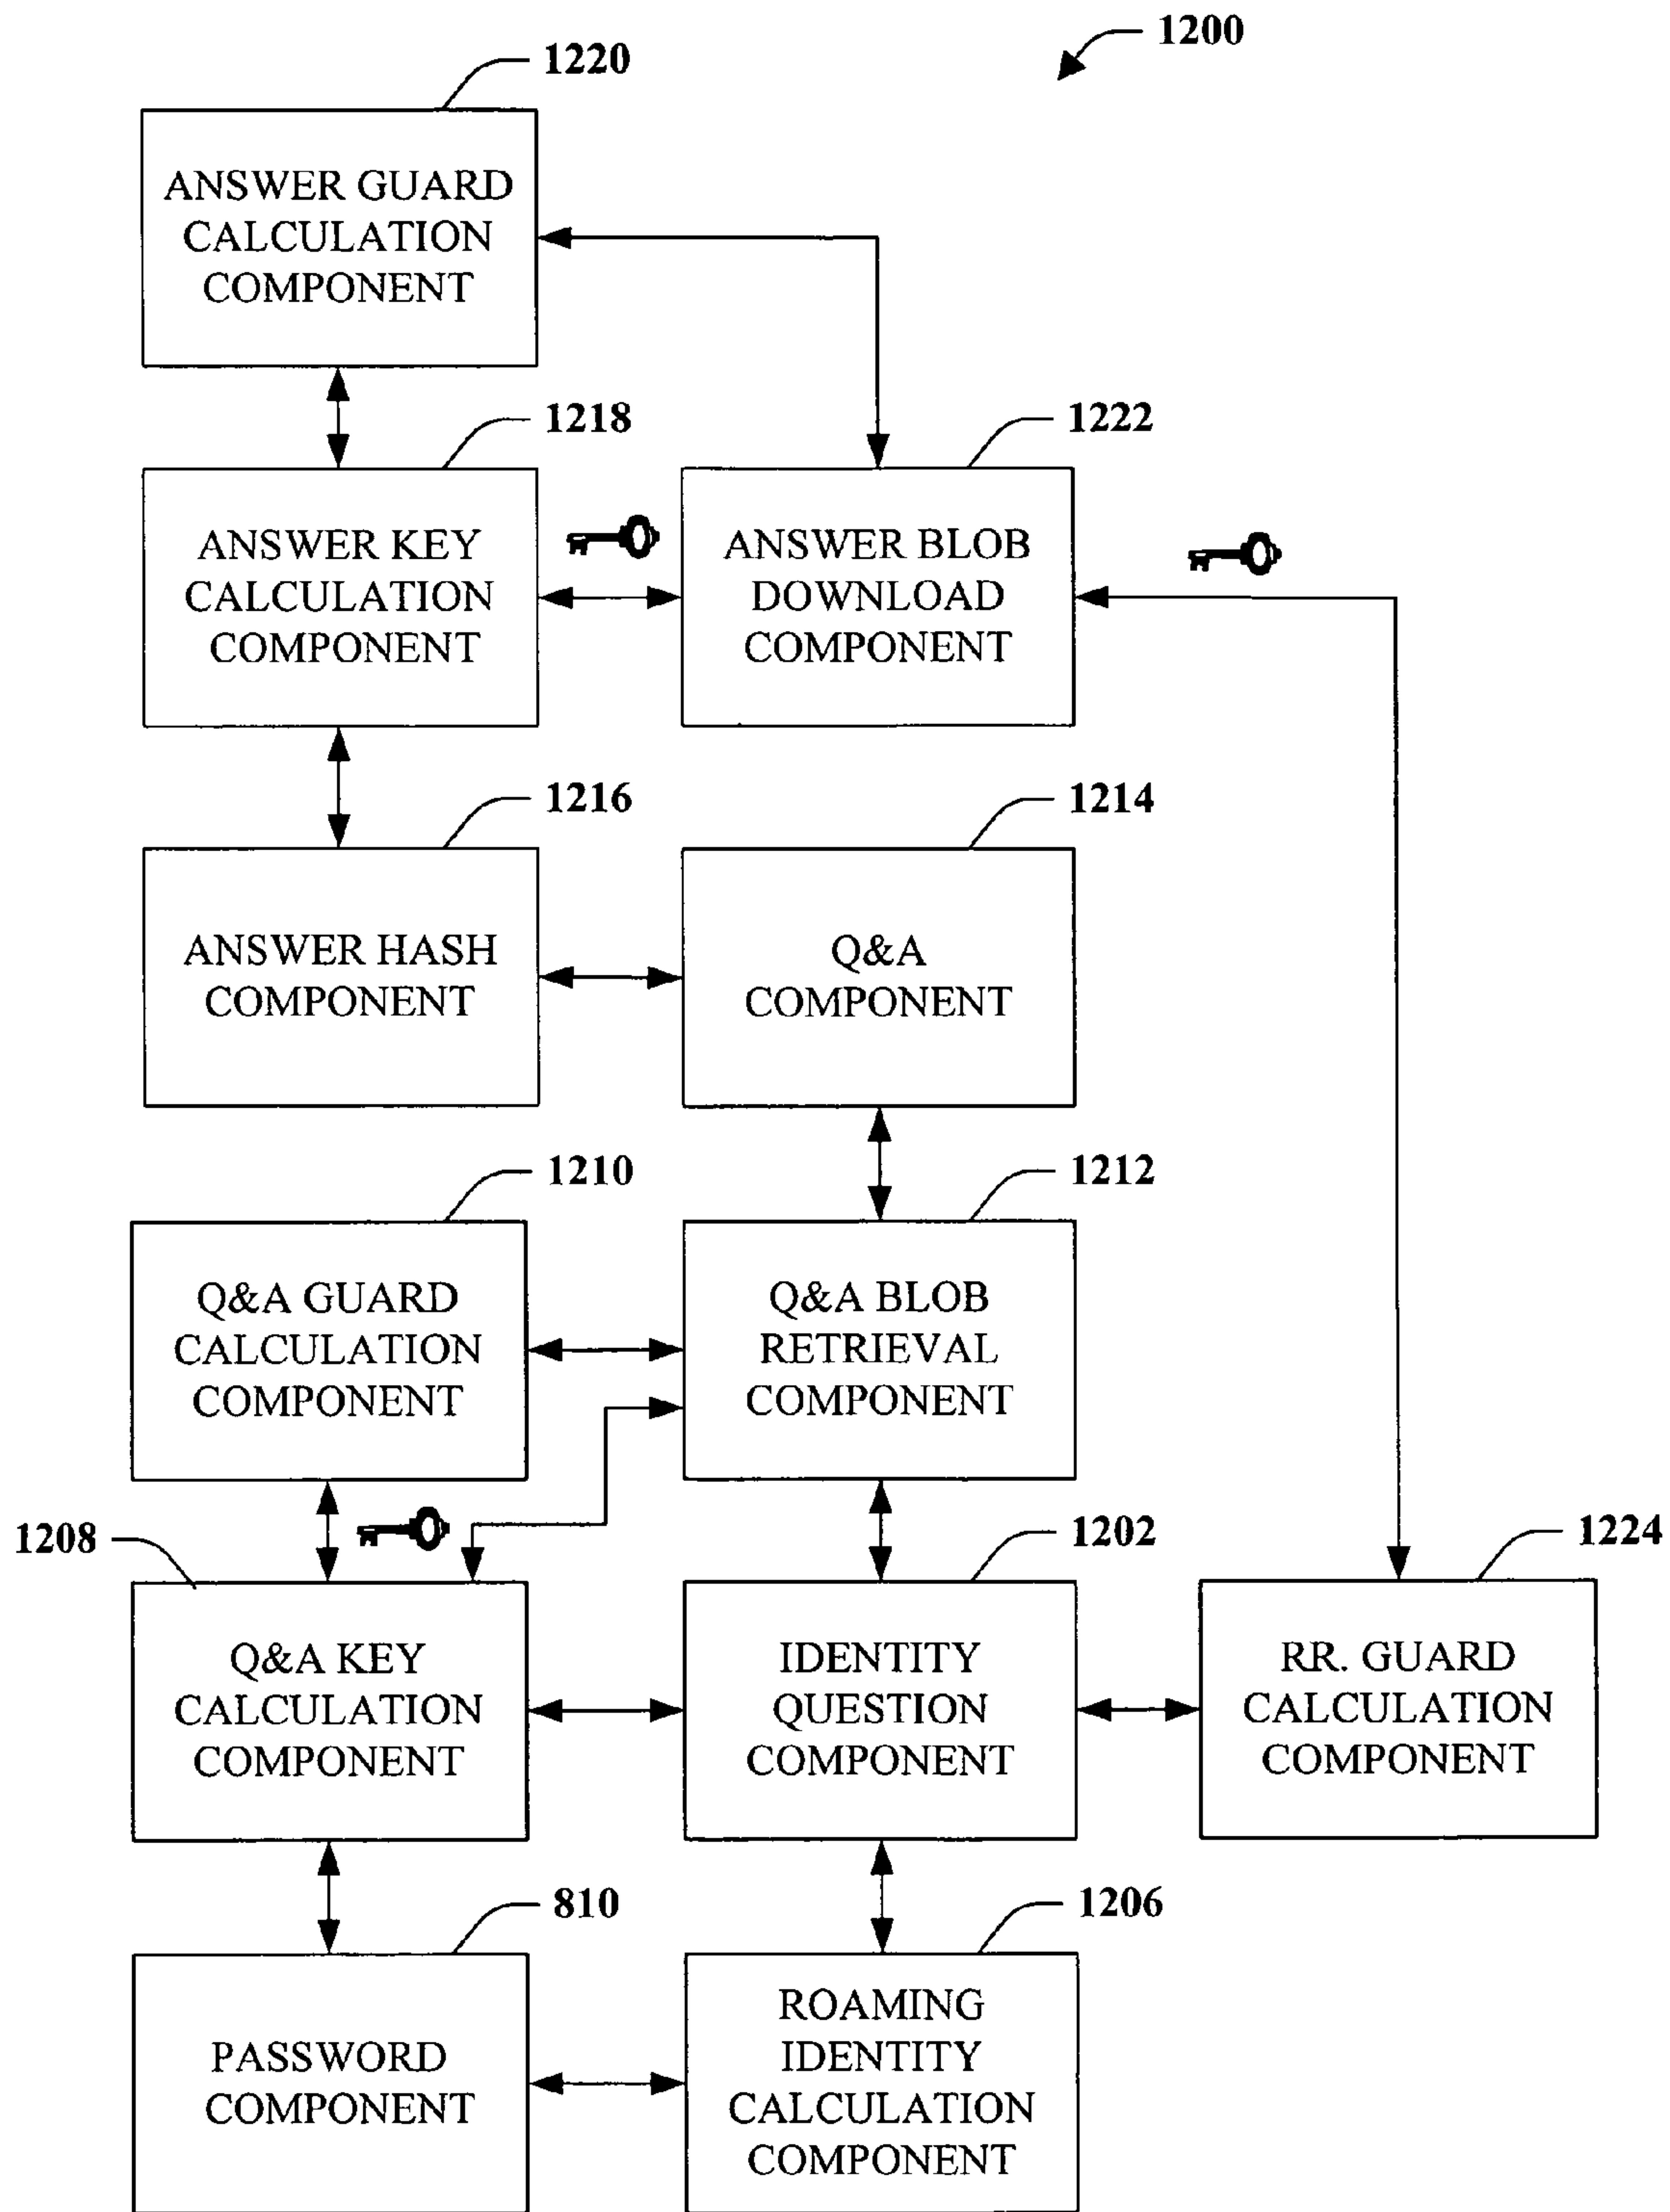 1200
1220
ANSWER GUARD
CALCULATION
COMPONENT
1218
ANSWER KEY
CALCULATION
COMPONENT
1222
ANSWER BLOB
DOWNLOAD
COMPONENT
1216
ANSWER HASH
COMPONENT
1214
Q&A
COMPONENT
1210
Q&A GUARD
CALCULATION
COMPONENT
1212
Q&A BLOB
RETRIEVAL
COMPONENT
1208
Q&A KEY
CALCULATION
COMPONENT
1202
IDENTITY
QUESTION
COMPONENT
1224
RR. GUARD
CALCULATION
COMPONENT
810
PASSWORD
COMPONENT
1206
ROAMING
IDENTITY
CALCULATION
COMPONENT